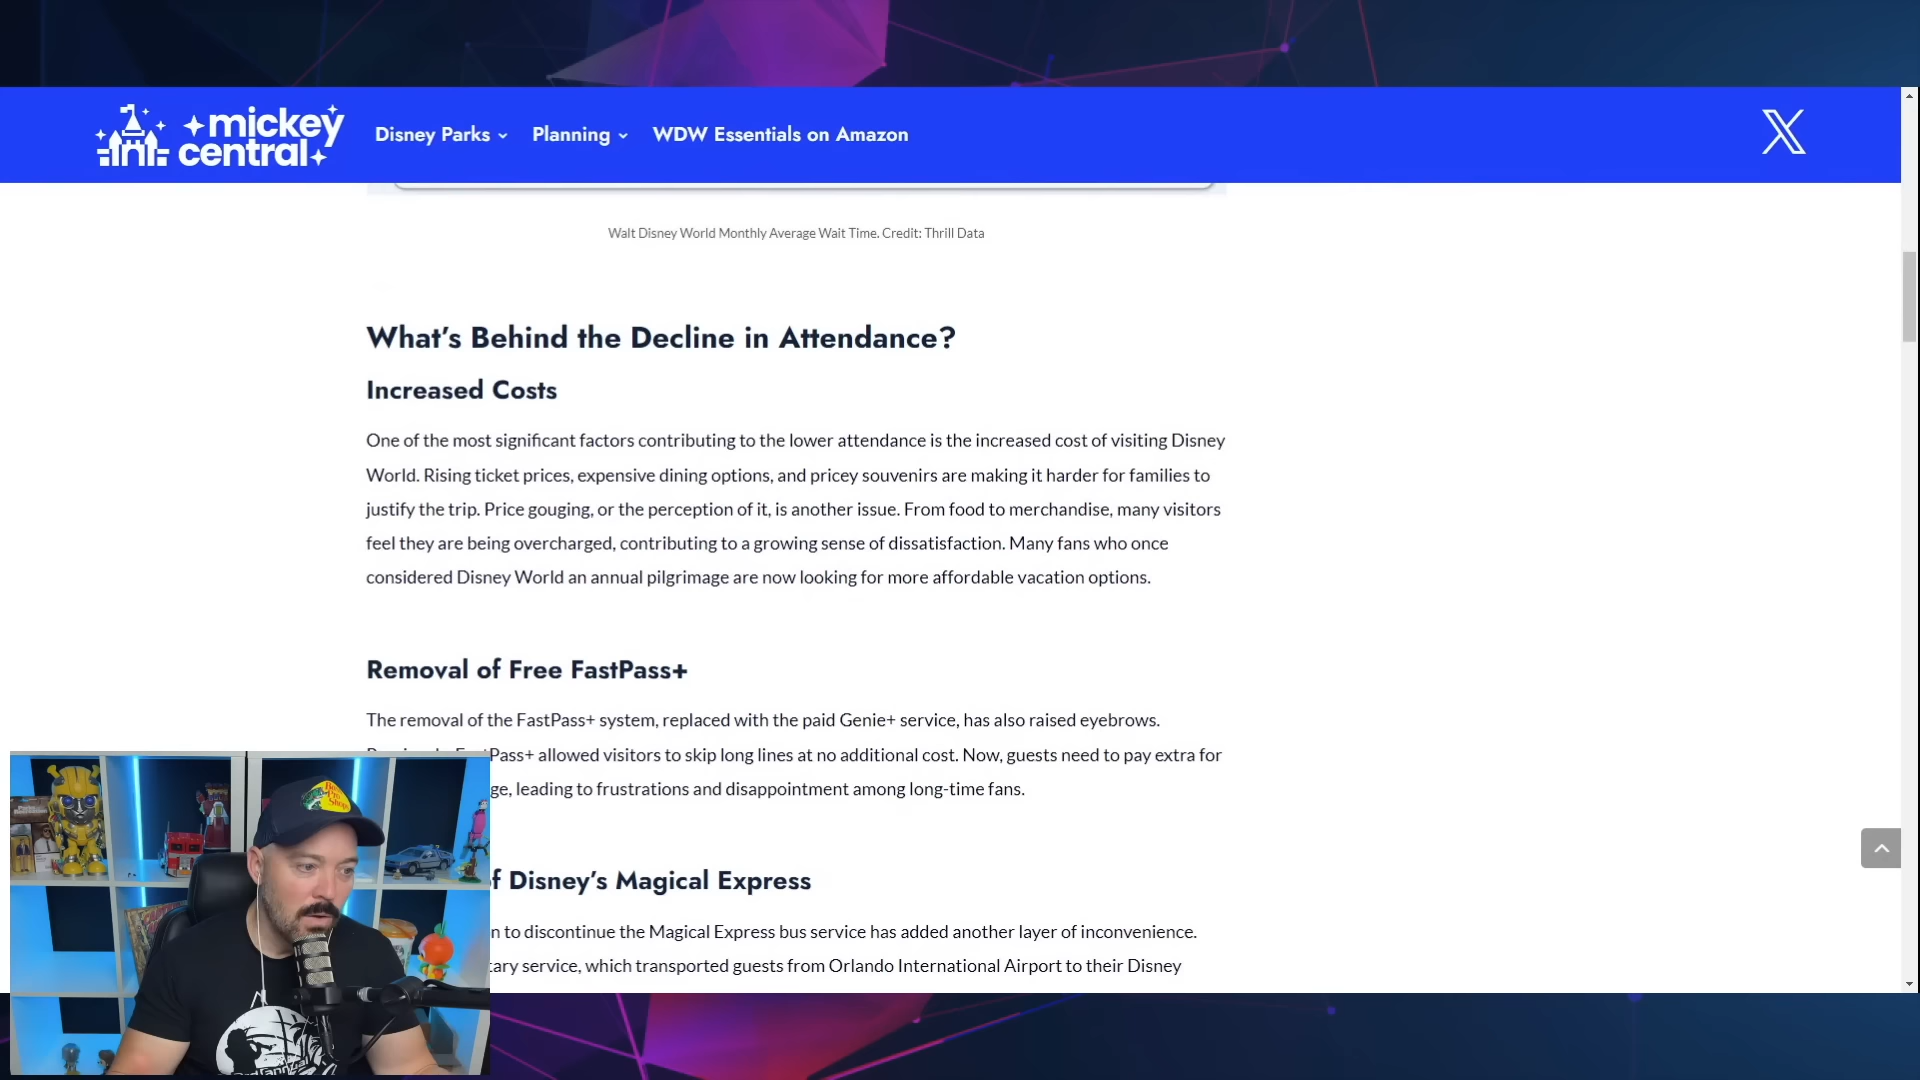 mickey
central
Disney Parks
Planning
WDW Essentials on Amazon
Walt Disney World Monthly Average Wait Time. Credit: Thrill Data
What's Behind the Decline in Attendance?
Increased Costs
One of the most significant factors contributing to the lower attendance is the increased cost of visiting Disney
World. Rising ticket prices, expensive dining options, and pricey souvenirs are making it harder for families to
justify the trip. Price gouging, or the perception of it, is another issue. From food to merchandise, many visitors
feel they are being overcharged, contributing to a growing sense of dissatisfaction. Many fans who once
considered Disney World an annual pilgrimage are now looking for more affordable vacation options.
Removal of Free FastPass+
The removal of the FastPass+ system, replaced with the paid Genie+ service, has also raised eyebrows.
Pass+ allowed visitors to skip long lines at no additional cost. Now, guests need to pay extra for
ge, leading to frustrations and disappointment among long-time fans.
f Disney's Magical Express
n to discontinue the Magical Express bus service has added another layer of inconvenience.
tary service, which transported guests from Orlando International Airport to their Disney
Bass
Pro
Shops